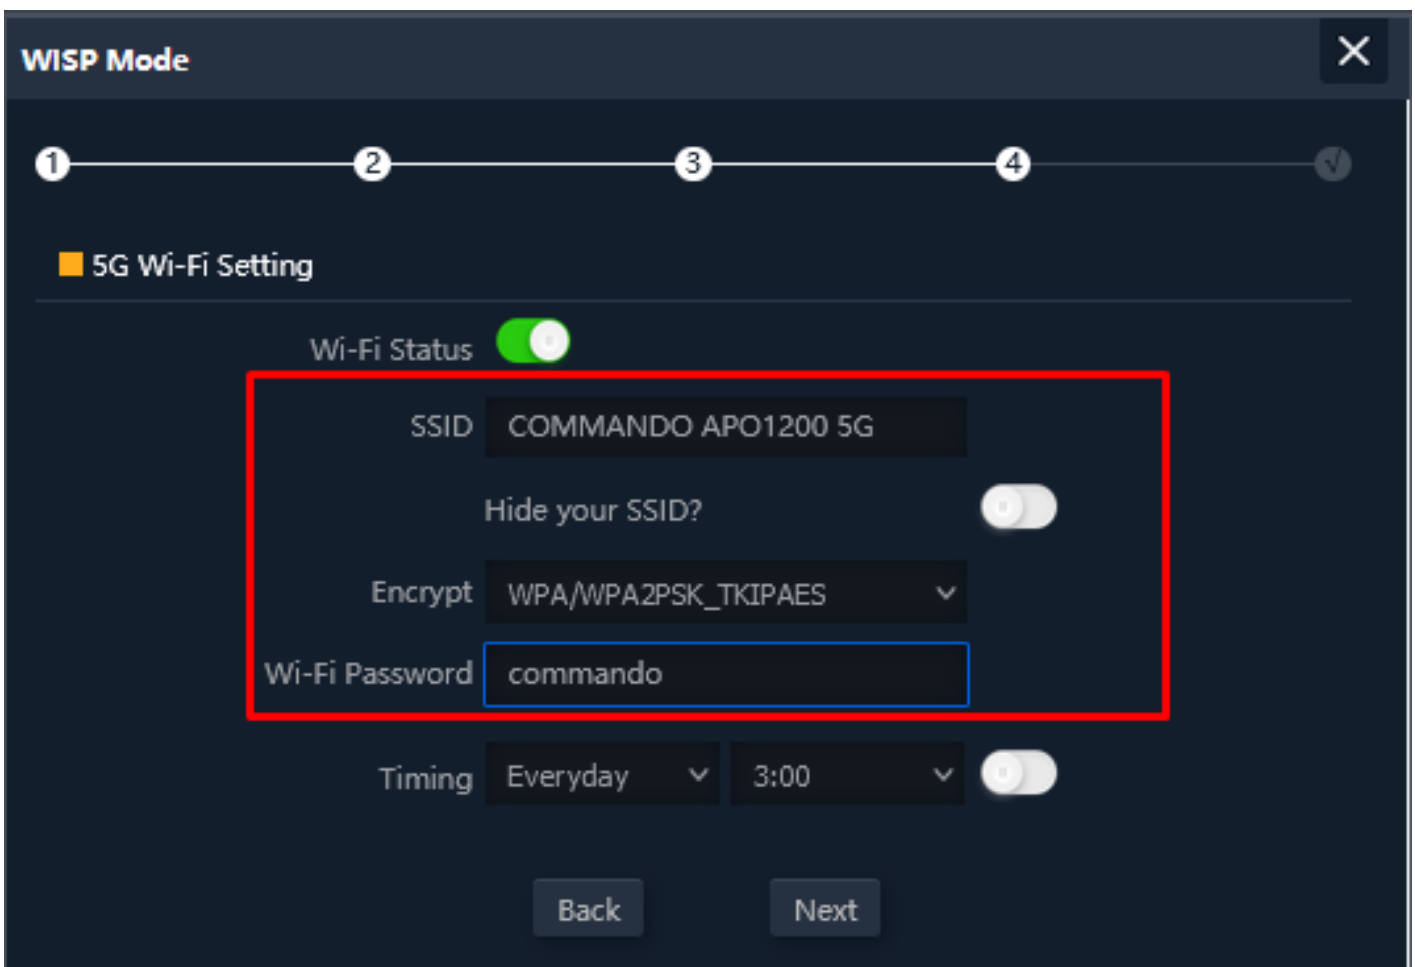 WISP Mode
1 2 3 4 √
5G Wi-Fi Setting
Wi-Fi Status
SSID COMMANDO APO1200 5G
Hide your SSID?
Encrypt WPA/WPA2PSK_TKIPAES
Wi-Fi Password commando
Timing Everyday 3:00
Back Next